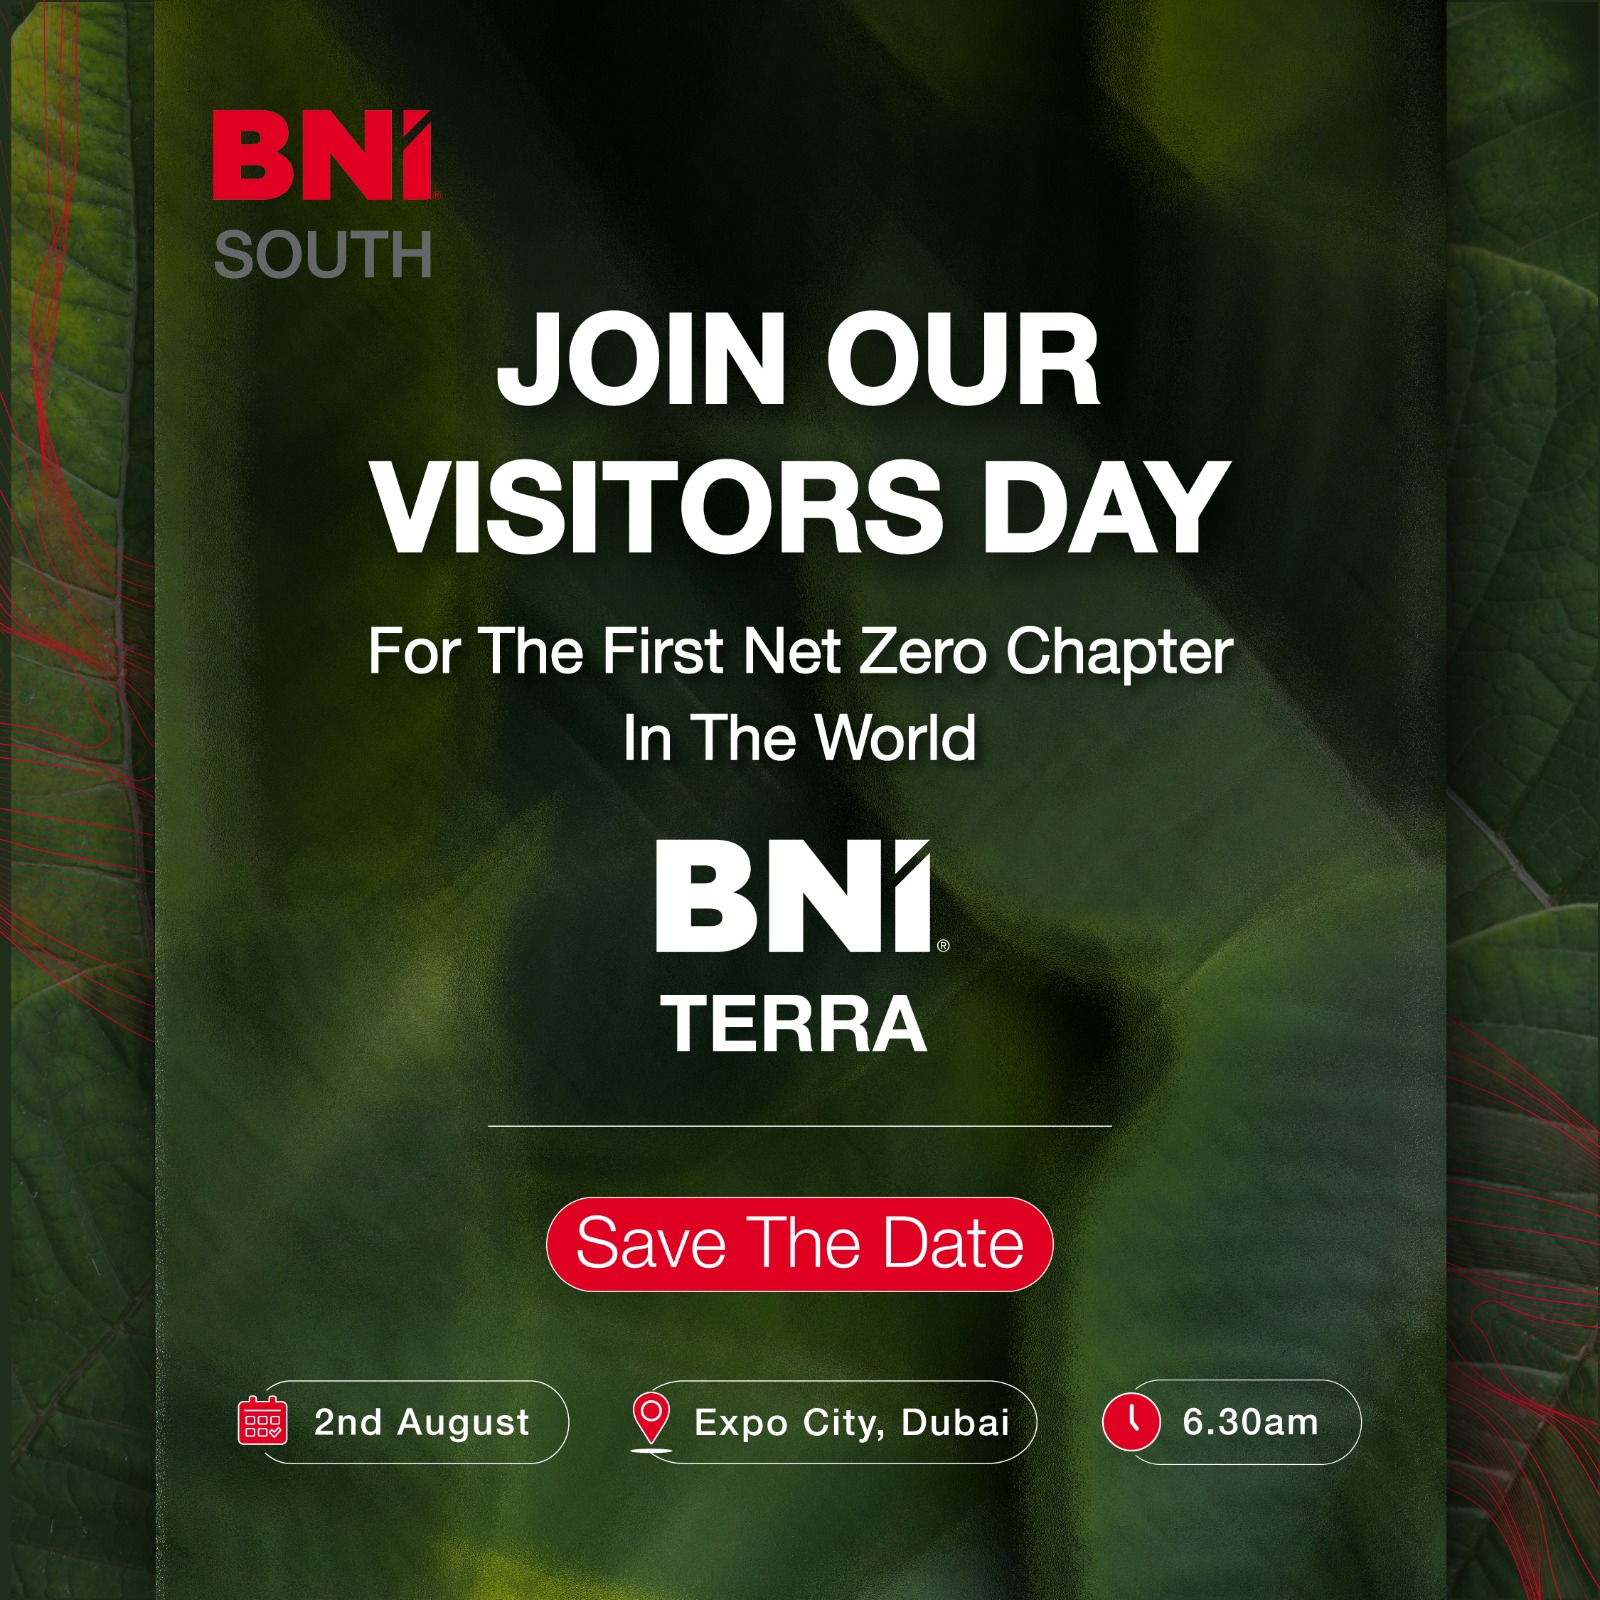 BNI®
SOUTH
JOIN OUR
VISITORS DAY
For The First Net Zero Chapter
In The World
BNI®
TERRA
Save The Date
2nd August
Expo City, Dubai
6.30am